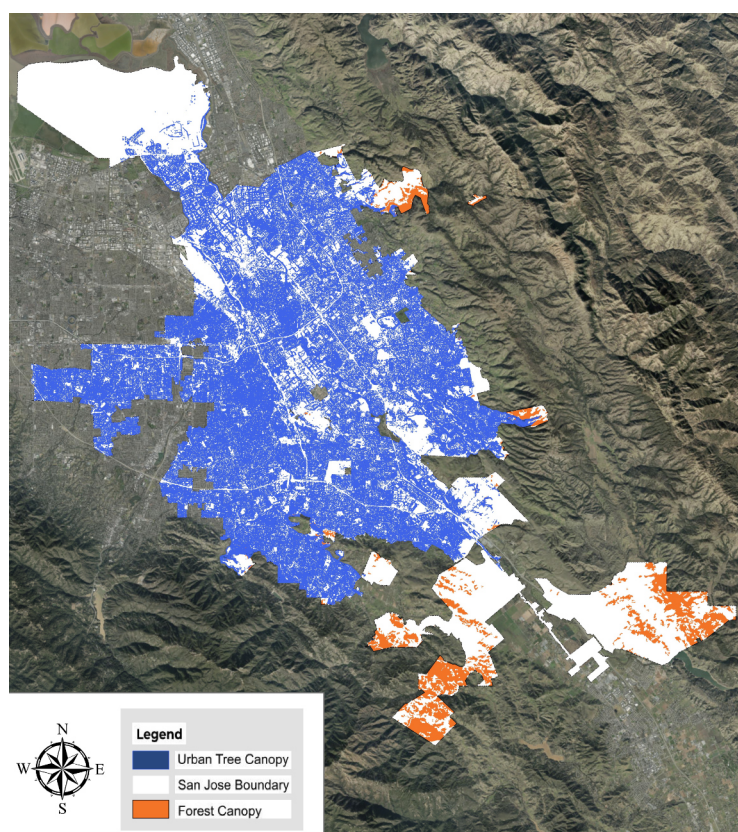 N
W E
S
Legend
Urban Tree Canopy
San Jose Boundary
Forest Canopy